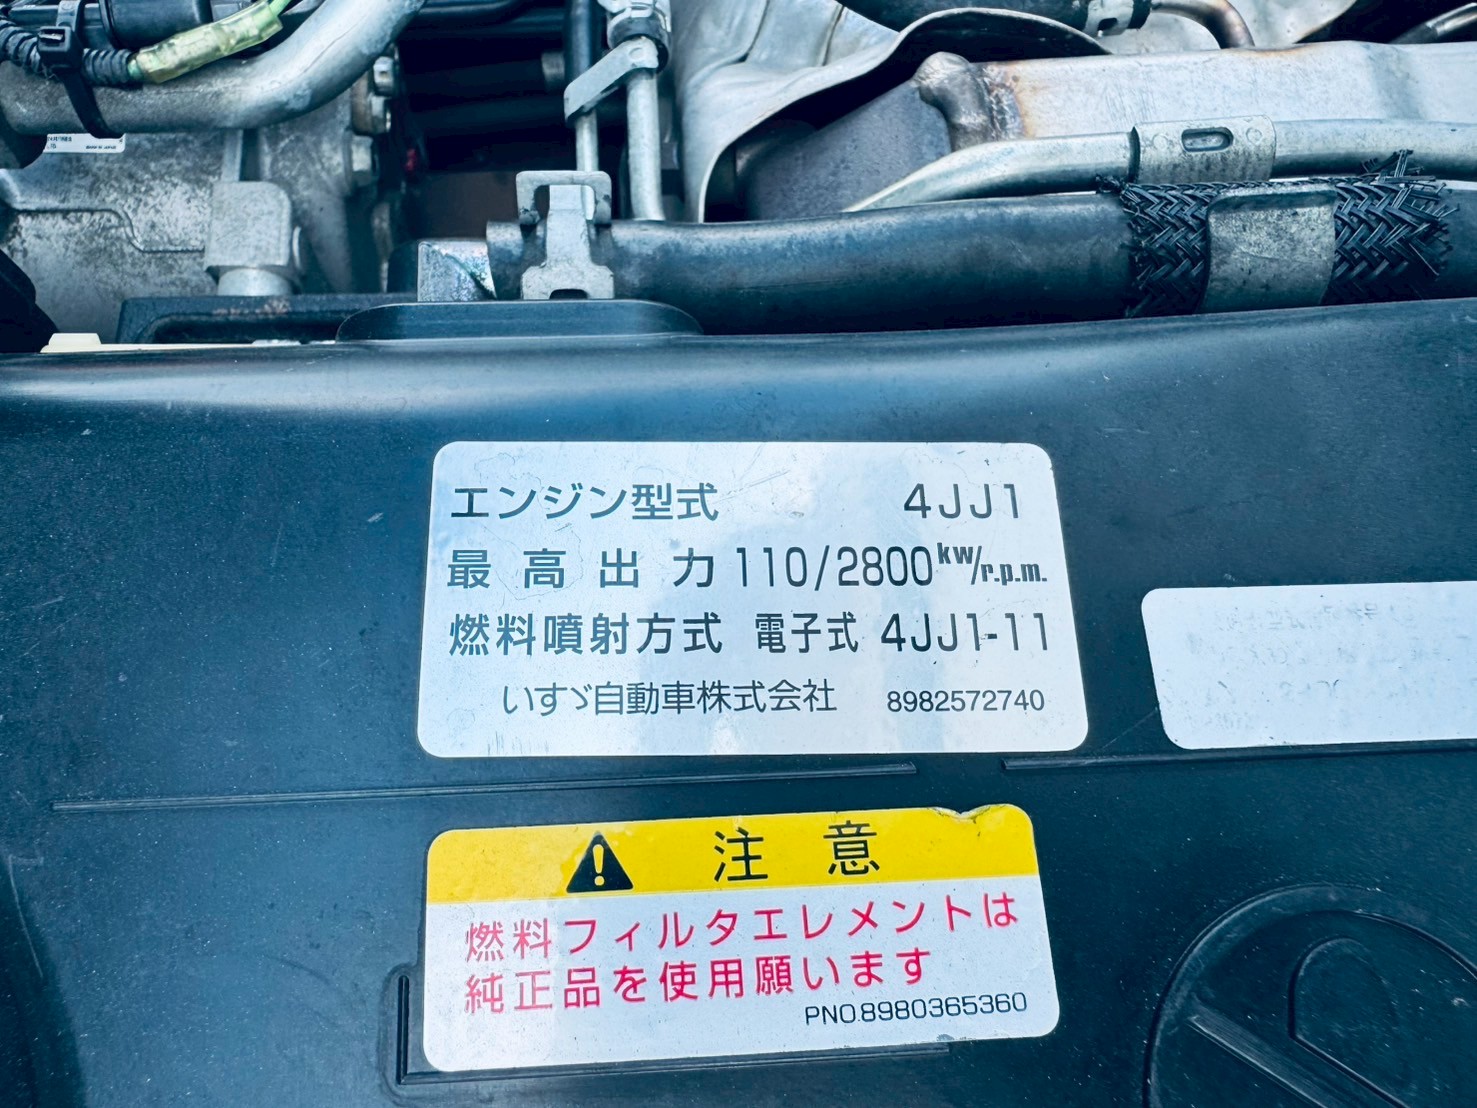 エンジン型式 4JJ1
最高出力 110/2800kW/r.p.m.
燃料噴射方式 電子式 4JJ1-11
いすゞ自動車株式会社 8982572740
注意
燃料フィルタエレメントは
純正品を使用願います
PNO.8980365360